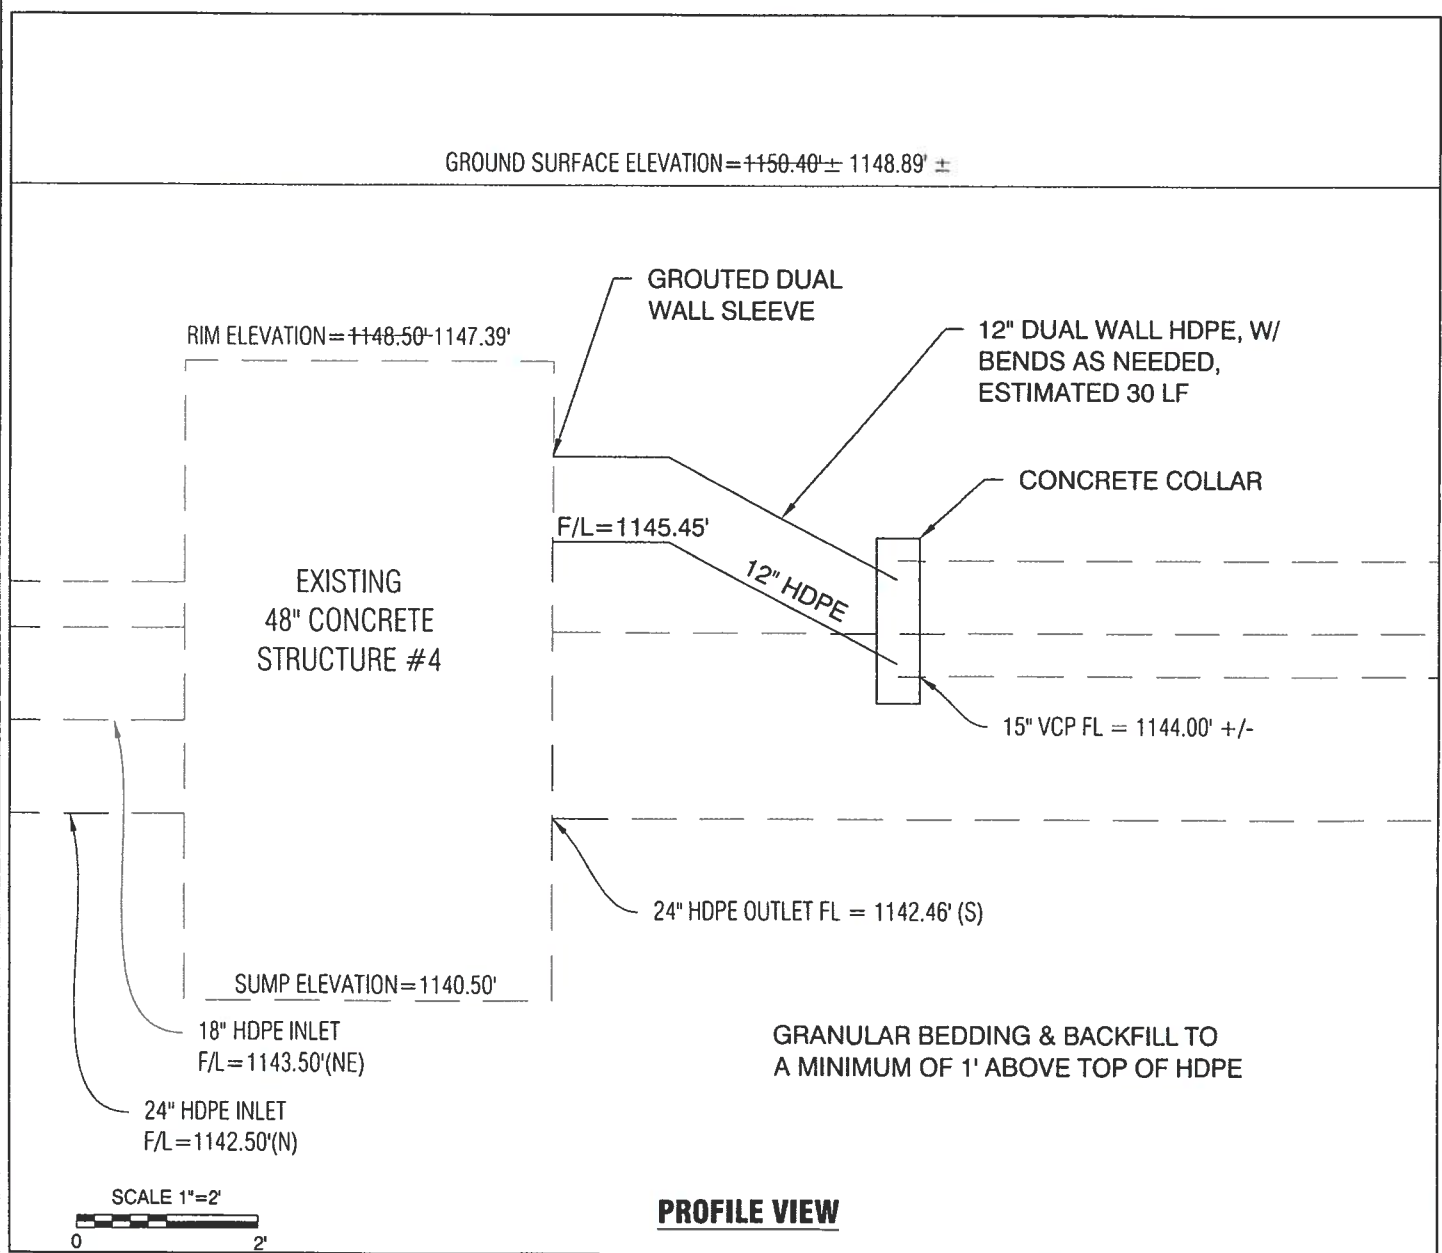 GROUND SURFACE ELEVATION=1150.40'± 1148.89' ±
GROUTED DUAL
WALL SLEEVE
RIM ELEVATION=1148.50' 1147.39'
12" DUAL WALL HDPE, W/
BENDS AS NEEDED,
ESTIMATED 30 LF
CONCRETE COLLAR
F/L=1145.45'
12" HDPE
EXISTING
48" CONCRETE
STRUCTURE #4
15" VCP FL = 1144.00' +/-
24" HDPE OUTLET FL = 1142.46' (S)
SUMP ELEVATION=1140.50'
18" HDPE INLET
F/L=1143.50'(NE)
GRANULAR BEDDING & BACKFILL TO
A MINIMUM OF 1' ABOVE TOP OF HDPE
24" HDPE INLET
F/L=1142.50'(N)
SCALE 1"=2'
0 2'
PROFILE VIEW